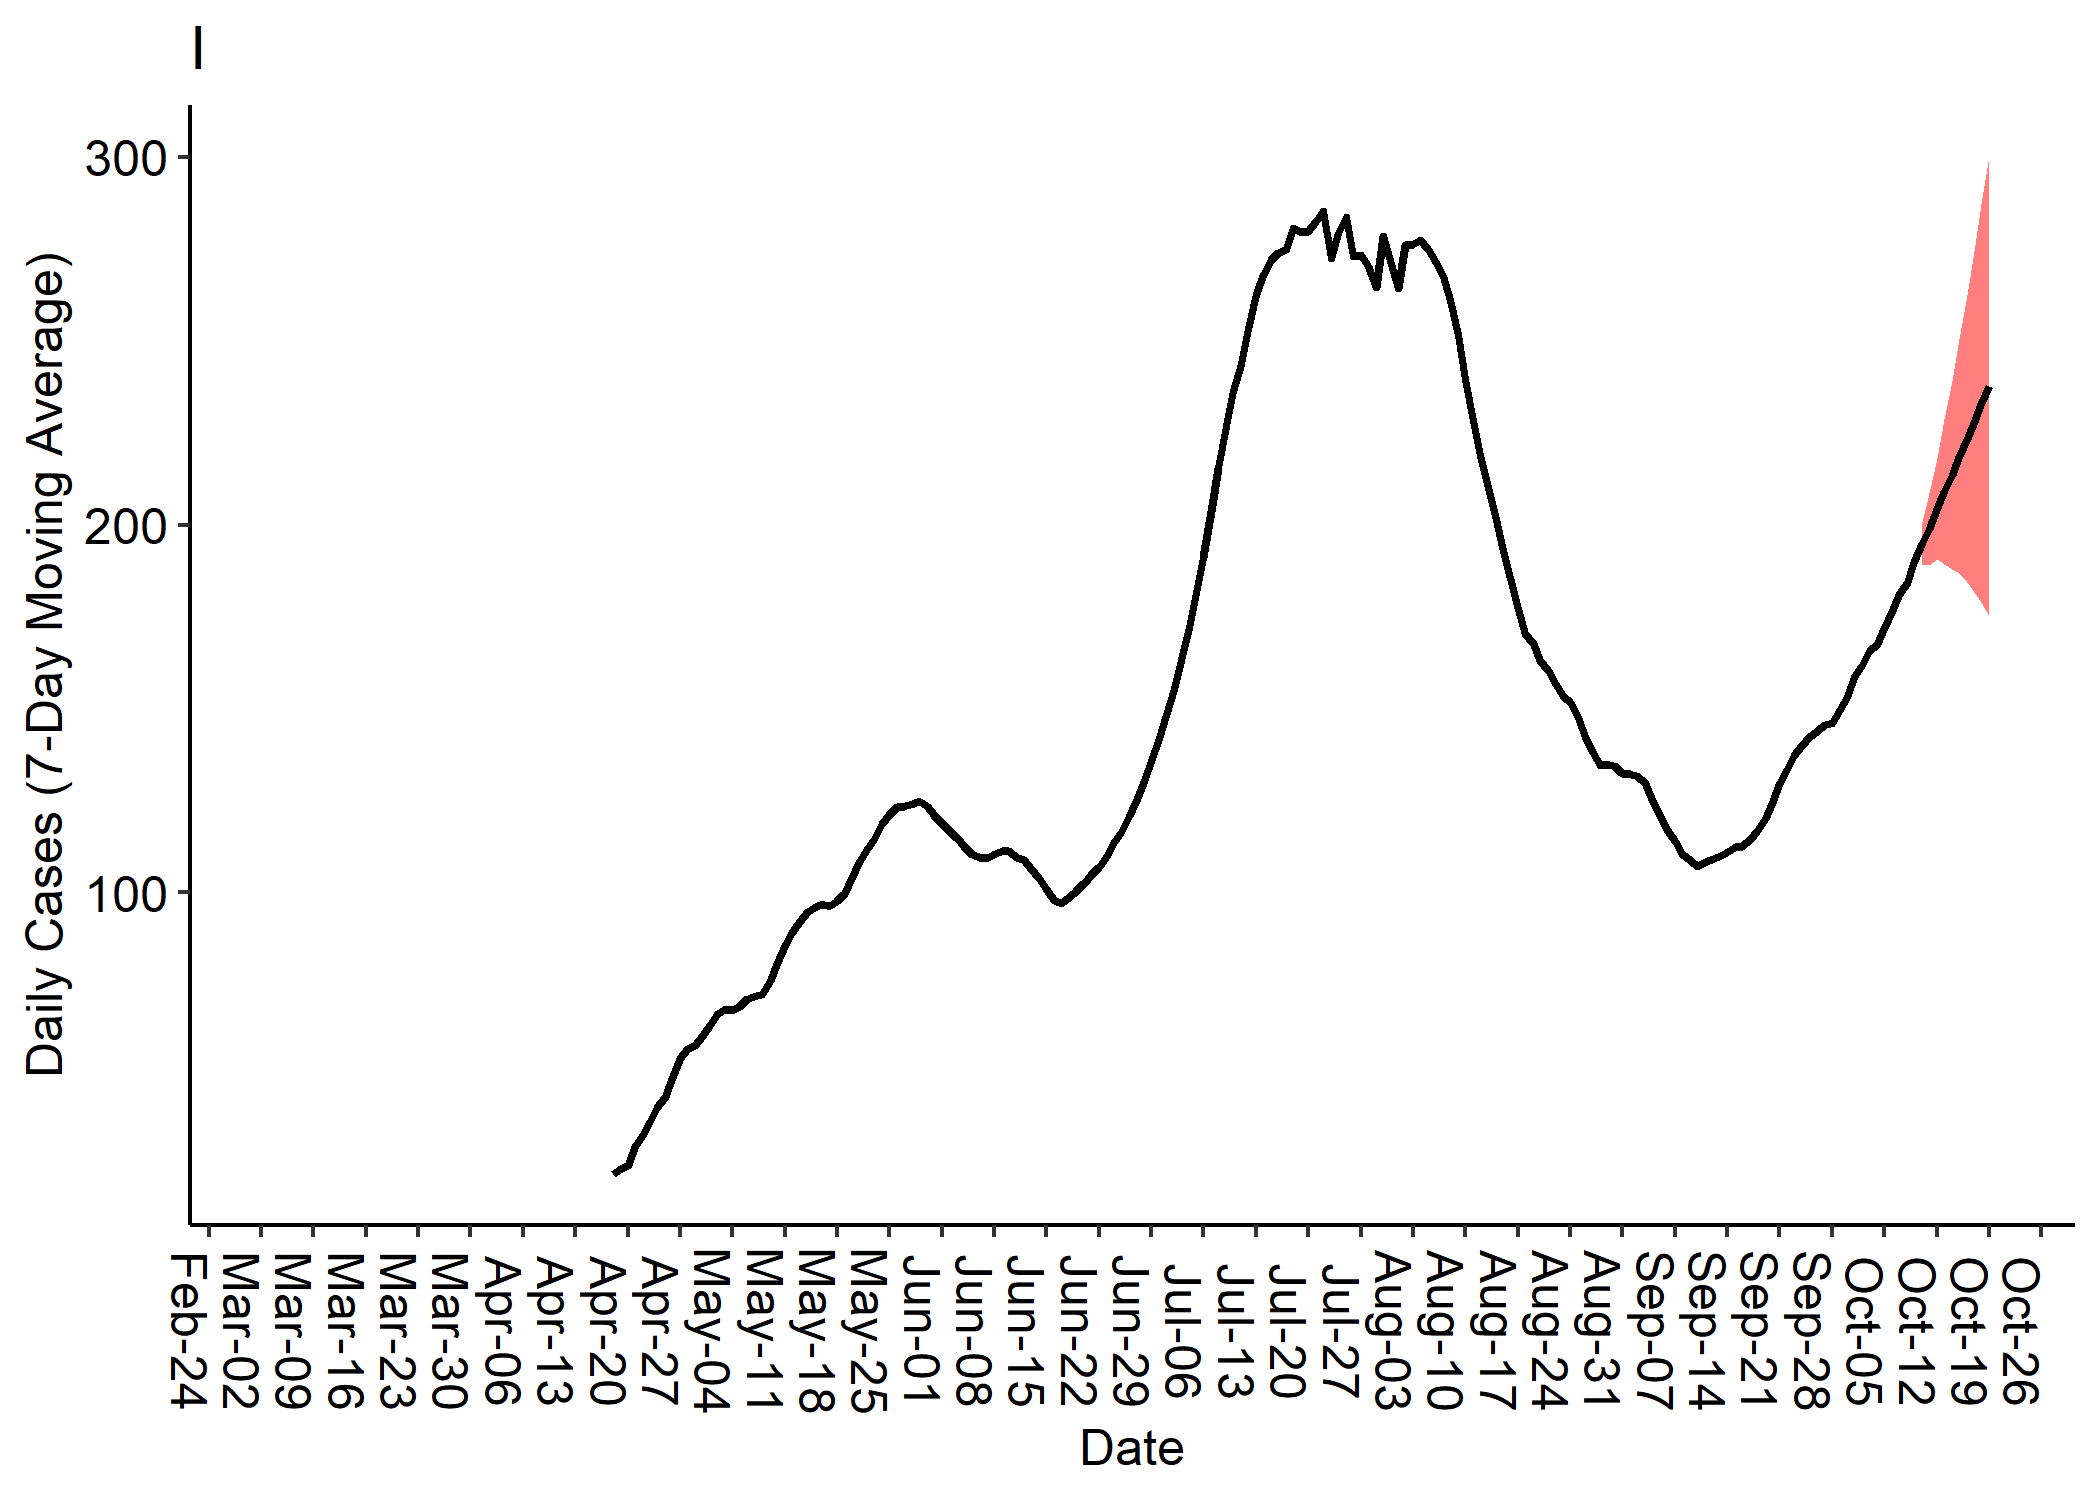 I
300
200
100
Daily Cases (7-Day Moving Average)
Feb-24
Mar-02
Mar-09
Mar-16
Mar-23
Mar-30
Apr-06
Apr-13
Apr-20
Apr-27
May-04
May-11
May-18
May-25
Jun-01
Jun-08
Jun-15
Jun-22
Jun-29
Jul-06
Jul-13
Jul-20
Jul-27
Aug-03
Aug-10
Aug-17
Aug-24
Aug-31
Sep-07
Sep-14
Sep-21
Sep-28
Oct-05
Oct-12
Oct-19
Oct-26
Date